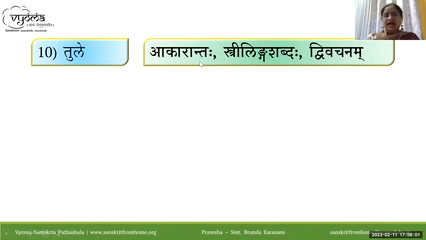 vyoma
10) तुले
आकारान्तः, स्त्रीलिङ्गशब्दः, द्विवचनम्
Vyoma-Samskrta Pathashala | www.sanskritfromhome.org
Pravesha – Smt. Brunda Karanam
sanskritfromhome.org
2023-02-11 17:58:01